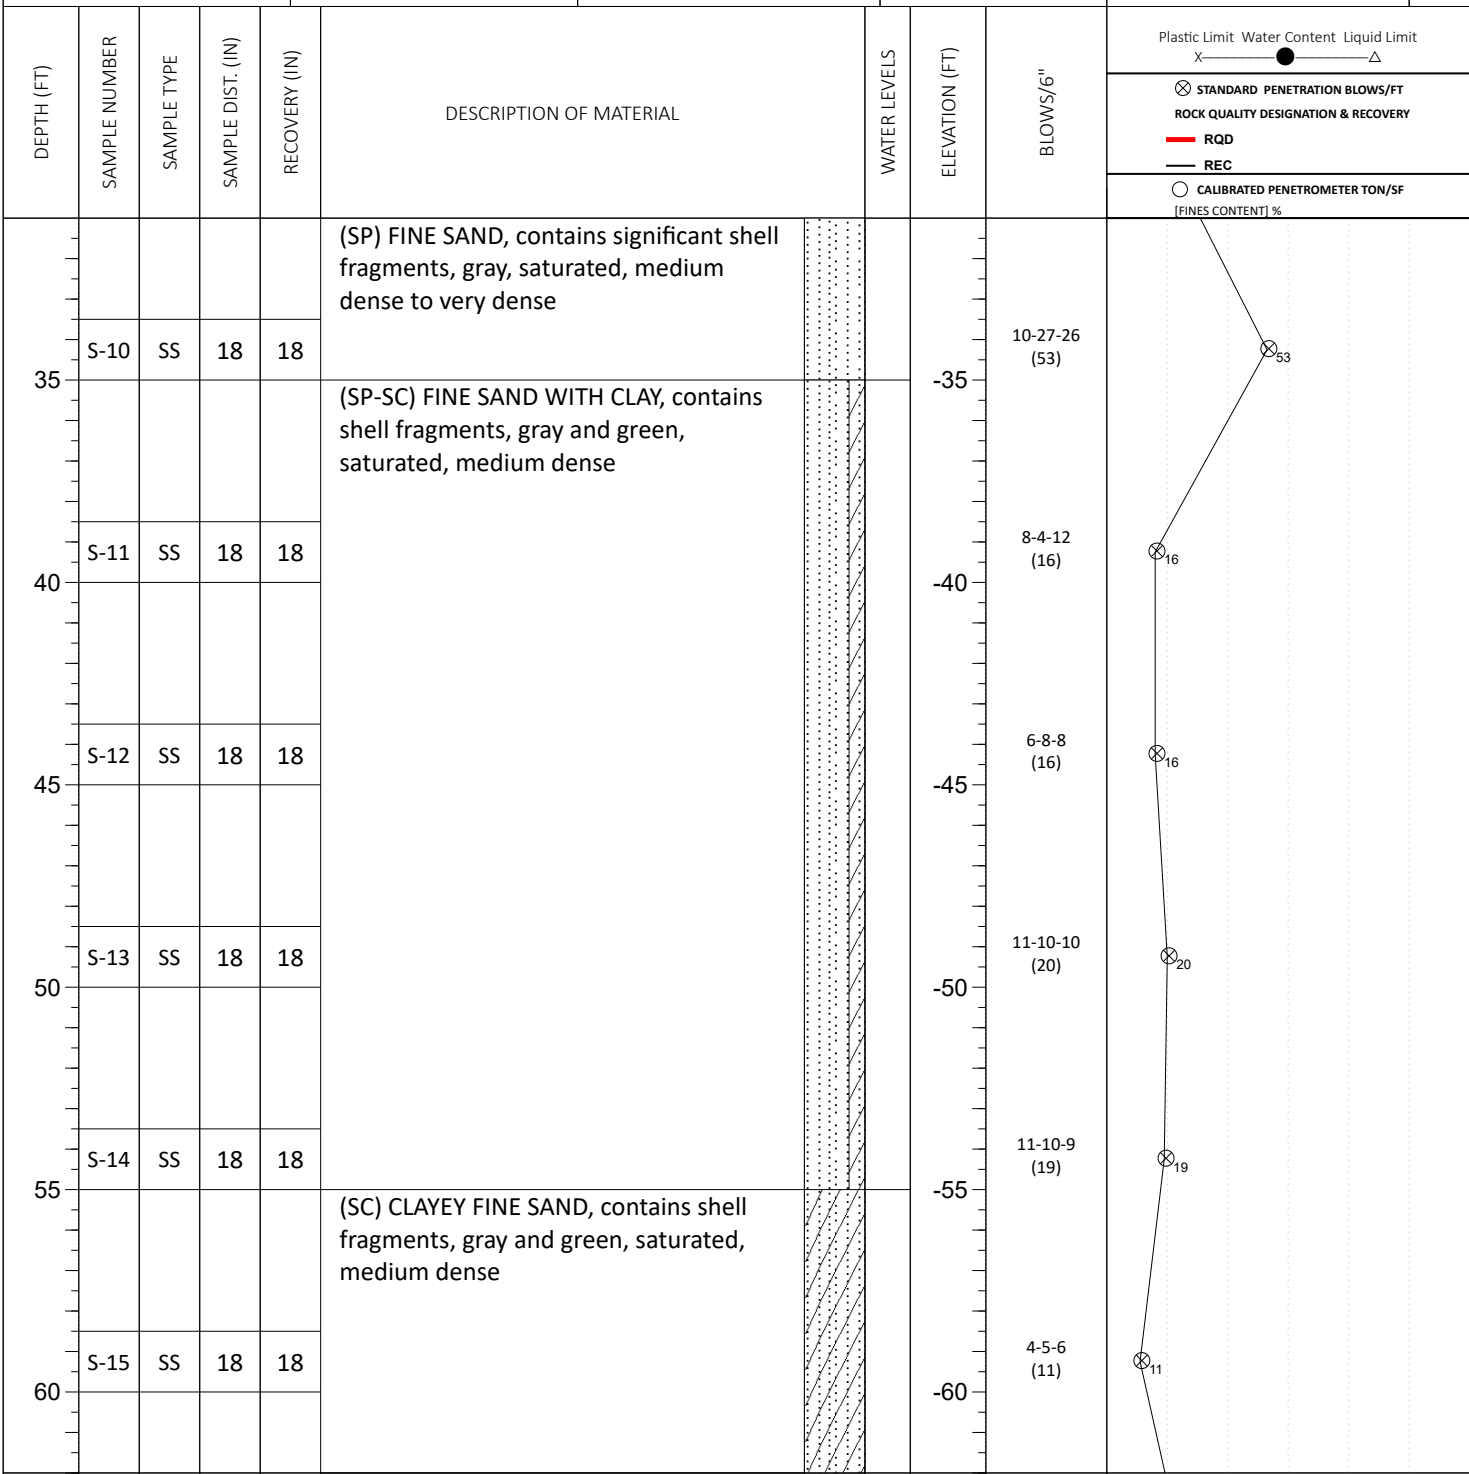 DEPTH (FT)
SAMPLE NUMBER
SAMPLE TYPE
SAMPLE DIST. (IN)
RECOVERY (IN)
DESCRIPTION OF MATERIAL
WATER LEVELS
ELEVATION (FT)
BLOWS/6"
Plastic Limit Water Content Liquid Limit
X
STANDARD PENETRATION BLOWS/FT
ROCK QUALITY DESIGNATION & RECOVERY
RQD
REC
CALIBRATED PENETROMETER TON/SF
[FINES CONTENT] %
(SP) FINE SAND, contains significant shell
fragments, gray, saturated, medium
dense to very dense
S-10 SS 18 18
10-27-26
(53)
53
35
-35
(SP-SC) FINE SAND WITH CLAY, contains
shell fragments, gray and green,
saturated, medium dense
S-11 SS 18 18
8-4-12
(16)
16
40
-40
S-12 SS 18 18
6-8-8
(16)
16
45
-45
S-13 SS 18 18
11-10-10
(20)
20
50
-50
S-14 SS 18 18
11-10-9
(19)
19
55
-55
(SC) CLAYEY FINE SAND, contains shell
fragments, gray and green, saturated,
medium dense
S-15 SS 18 18
4-5-6
(11)
11
60
-60